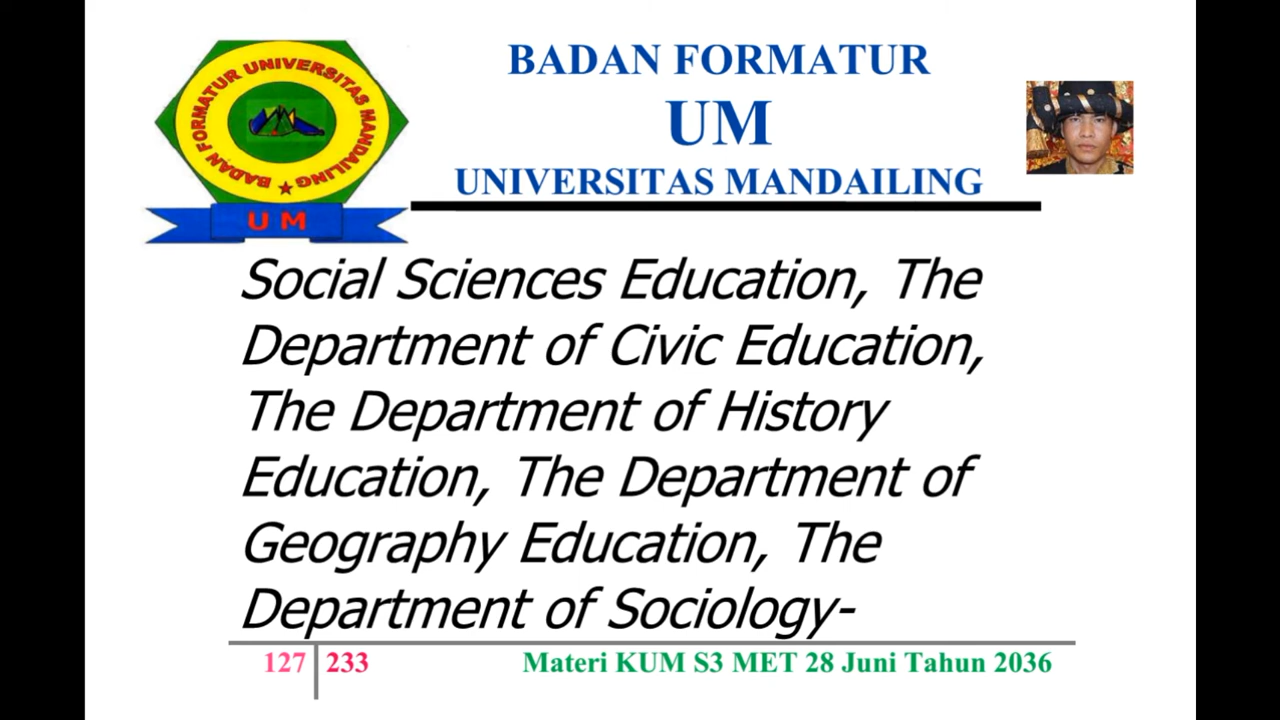 BADAN FORMATUR UNIVERSITAS MANDAILING
U M
BADAN FORMATUR
UM
UNIVERSITAS MANDAILING
Social Sciences Education, The
Department of Civic Education,
The Department of History
Education, The Department of
Geography Education, The
Department of Sociology-
127 233 Materi KUM S3 MET 28 Juni Tahun 2036